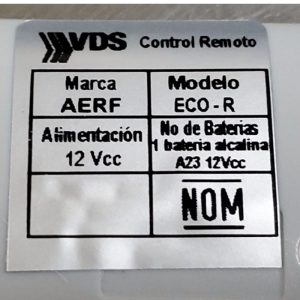 VDS Control Remoto
Marca
AERF
Modelo
ECO-R
Alimentación
12 Vcc
No de Baterias
1 bateria alcalina
A23 12Vcc
NOM